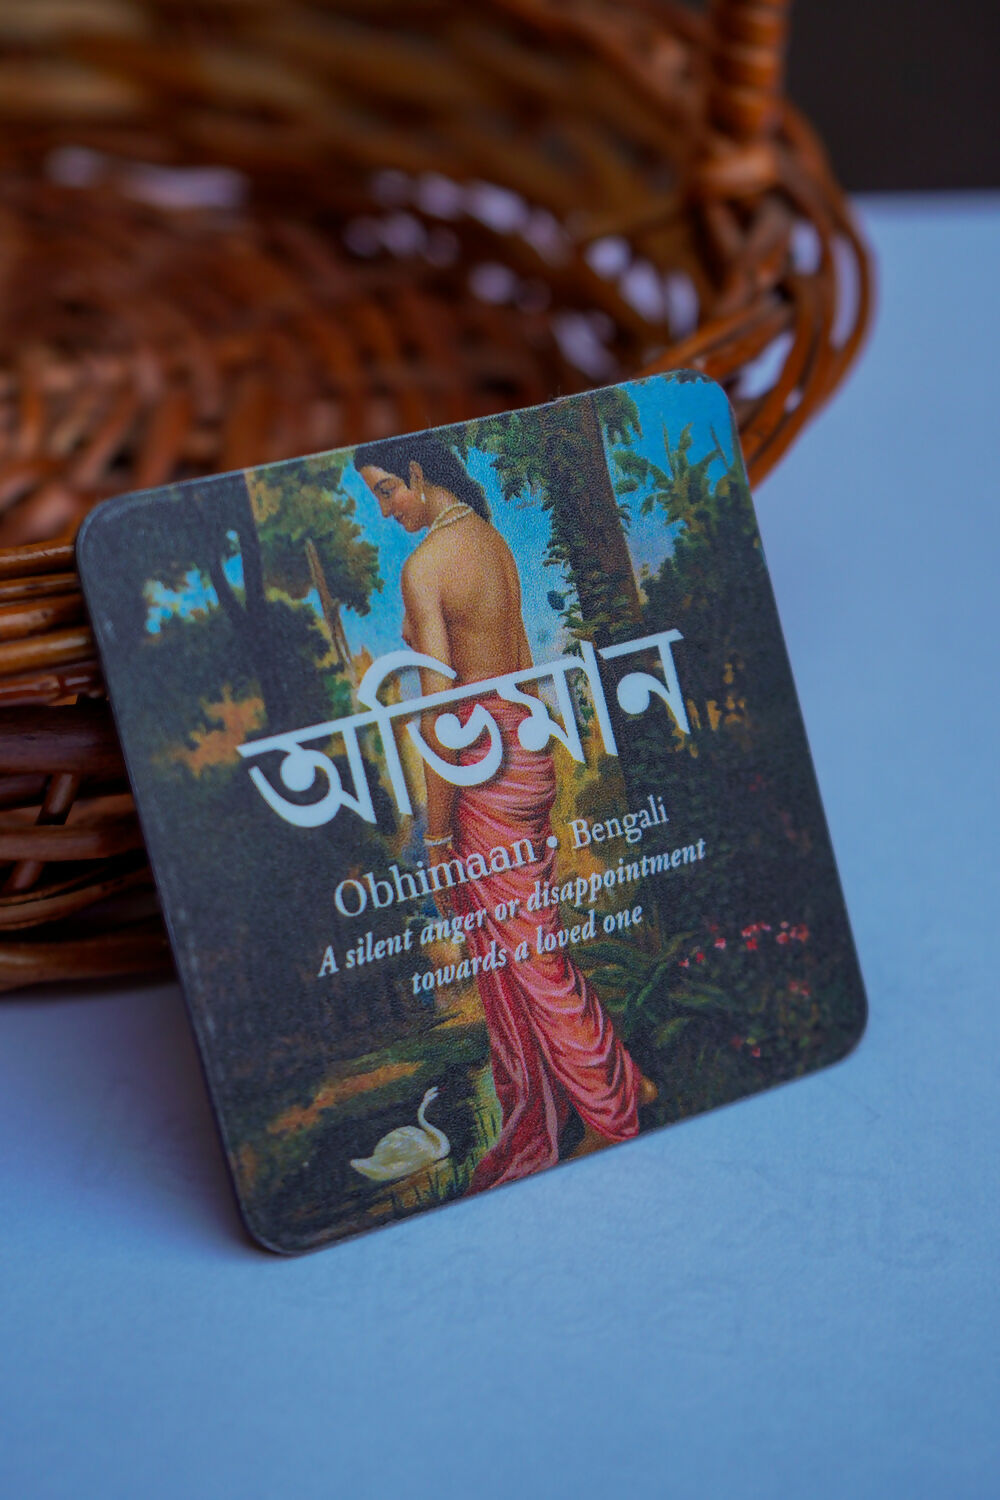 অভিমান
Obhimaan • Bengali
A silent anger or disappointment
towards a loved one